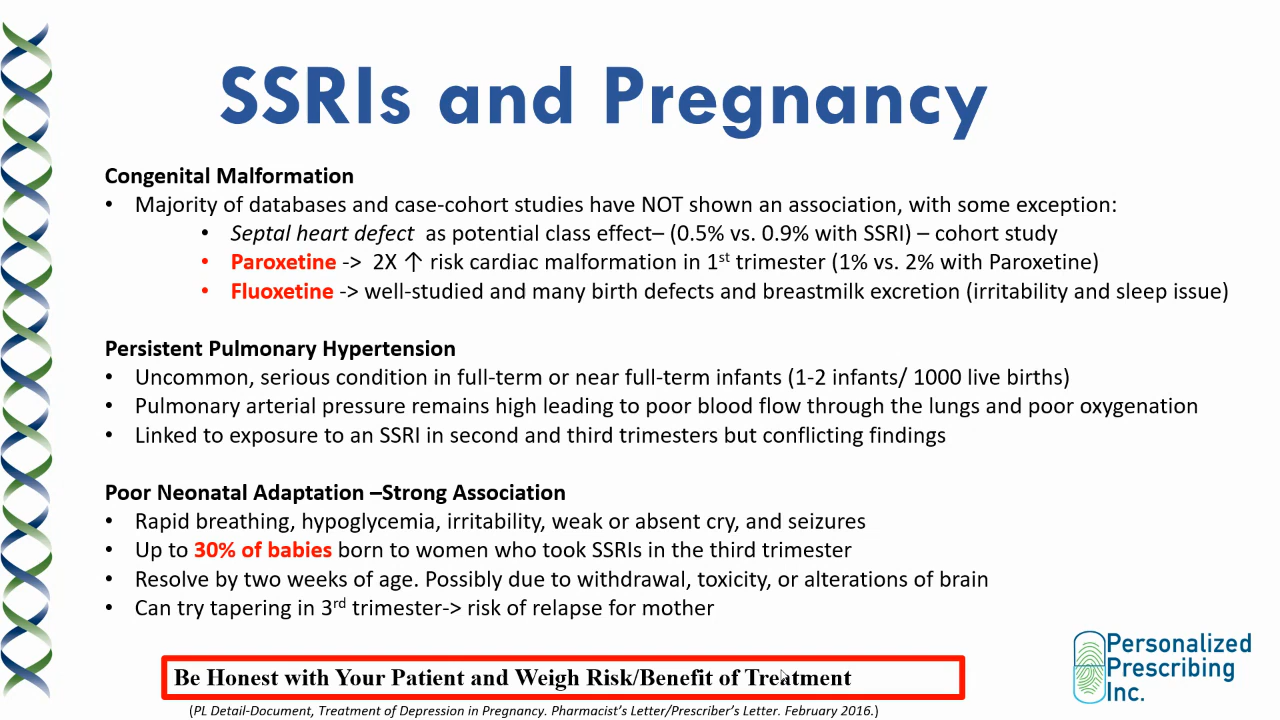 SSRIs and Pregnancy
Congenital Malformation
• Majority of databases and case-cohort studies have NOT shown an association, with some exception:
• Septal heart defect as potential class effect– (0.5% vs. 0.9% with SSRI) – cohort study
• Paroxetine -> 2X ↑ risk cardiac malformation in 1st trimester (1% vs. 2% with Paroxetine)
• Fluoxetine -> well-studied and many birth defects and breastmilk excretion (irritability and sleep issue)
Persistent Pulmonary Hypertension
• Uncommon, serious condition in full-term or near full-term infants (1-2 infants/ 1000 live births)
• Pulmonary arterial pressure remains high leading to poor blood flow through the lungs and poor oxygenation
• Linked to exposure to an SSRI in second and third trimesters but conflicting findings
Poor Neonatal Adaptation –Strong Association
• Rapid breathing, hypoglycemia, irritability, weak or absent cry, and seizures
• Up to 30% of babies born to women who took SSRIs in the third trimester
• Resolve by two weeks of age. Possibly due to withdrawal, toxicity, or alterations of brain
• Can try tapering in 3rd trimester-> risk of relapse for mother
Be Honest with Your Patient and Weigh Risk/Benefit of Treatment
(PL Detail-Document, Treatment of Depression in Pregnancy. Pharmacist's Letter/Prescriber's Letter. February 2016.)
Personalized
Prescribing
Inc.